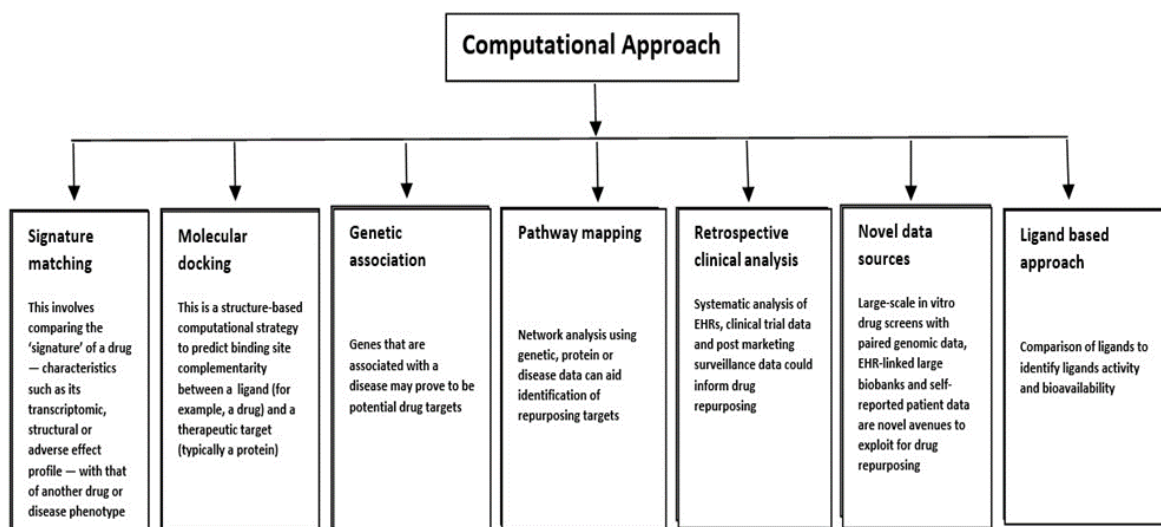 Computational Approach
Signature
matching
This involves
comparing the
‘signature’ of a drug
— characteristics
such as its
transcriptomic,
structural or
adverse effect
profile — with that
of another drug or
disease phenotype
Molecular
docking
This is a structure-based
computational strategy
to predict binding site
complementarity
between a ligand (for
example, a drug) and a
therapeutic target
(typically a protein)
Genetic
association
Genes that are
associated with a
disease may prove to be
potential drug targets
Pathway mapping
Network analysis using
genetic, protein or
disease data can aid
identification of
repurposing targets
Retrospective
clinical analysis
Systematic analysis of
EHRs, clinical trial data
and post marketing
surveillance data could
inform drug
repurposing
Novel data
sources
Large-scale in vitro
drug screens with
paired genomic data,
EHR-linked large
biobanks and self-
reported patient data
are novel avenues to
exploit for drug
repurposing
Ligand based
approach
Comparison of ligands to
identify ligands activity
and bioavailability